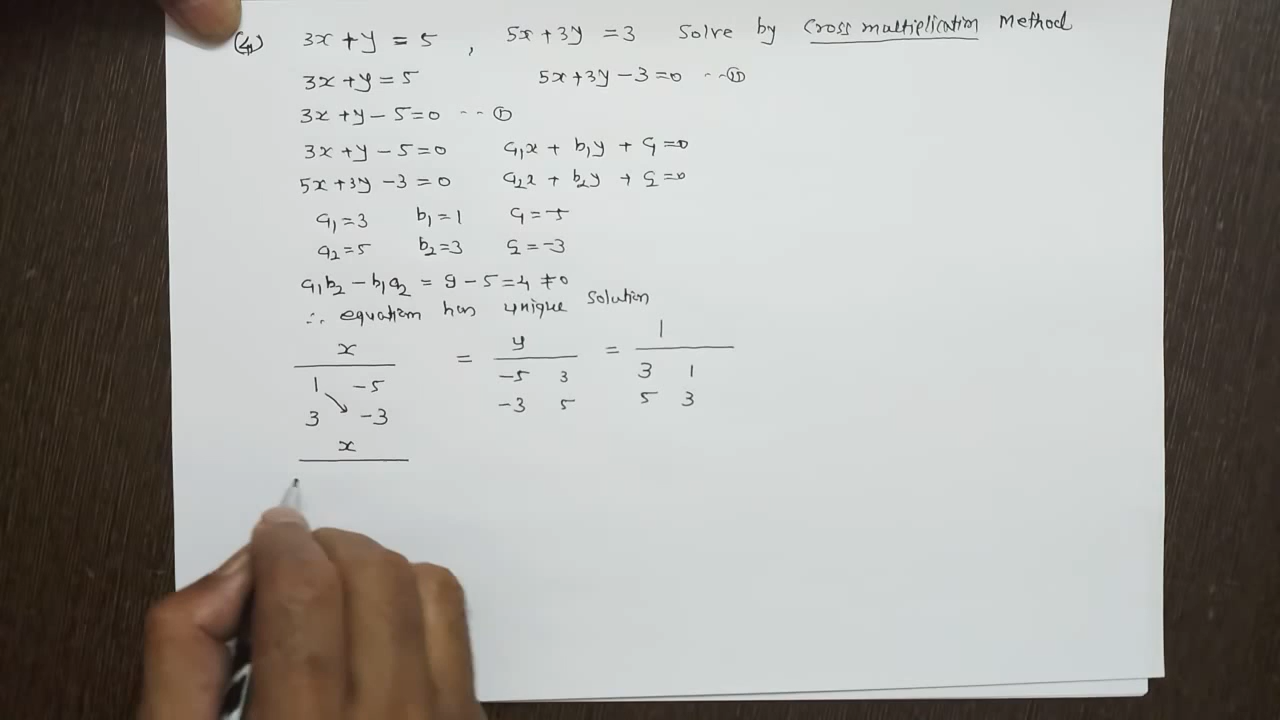 (4) 3x + y = 5 , 5x + 3y = 3 Solve by Cross multiplication Method
3x + y = 5 5x + 3y - 3 = 0 --- II
3x + y - 5 = 0 --- I
3x + y - 5 = 0 a₁x + b₁y + c₁ = 0
5x + 3y - 3 = 0 a₂x + b₂y + c₂ = 0
a₁ = 3 b₁ = 1 c₁ = -5
a₂ = 5 b₂ = 3 c₂ = -3
a₁b₂ - b₁a₂ = 9 - 5 = 4 ≠ 0
∴ equation has unique solution
x = y = 1
1 -5 -5 3 3 1
3 -3 -3 5 5 3
x